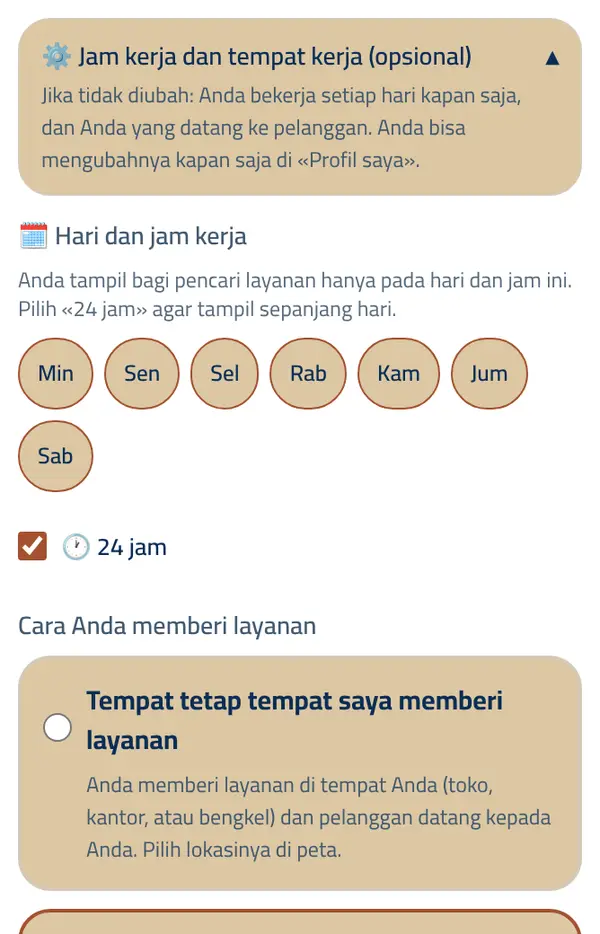 ⚙️ Jam kerja dan tempat kerja (opsional) ▲
Jika tidak diubah: Anda bekerja setiap hari kapan saja,
dan Anda yang datang ke pelanggan. Anda bisa
mengubahnya kapan saja di «Profil saya».
🗓️ Hari dan jam kerja
Anda tampil bagi pencari layanan hanya pada hari dan jam ini.
Pilih «24 jam» agar tampil sepanjang hari.
Min Sen Sel Rab Kam Jum
Sab
🕐 24 jam
Cara Anda memberi layanan
Tempat tetap tempat saya memberi
layanan
Anda memberi layanan di tempat Anda (toko,
kantor, atau bengkel) dan pelanggan datang kepada
Anda. Pilih lokasinya di peta.